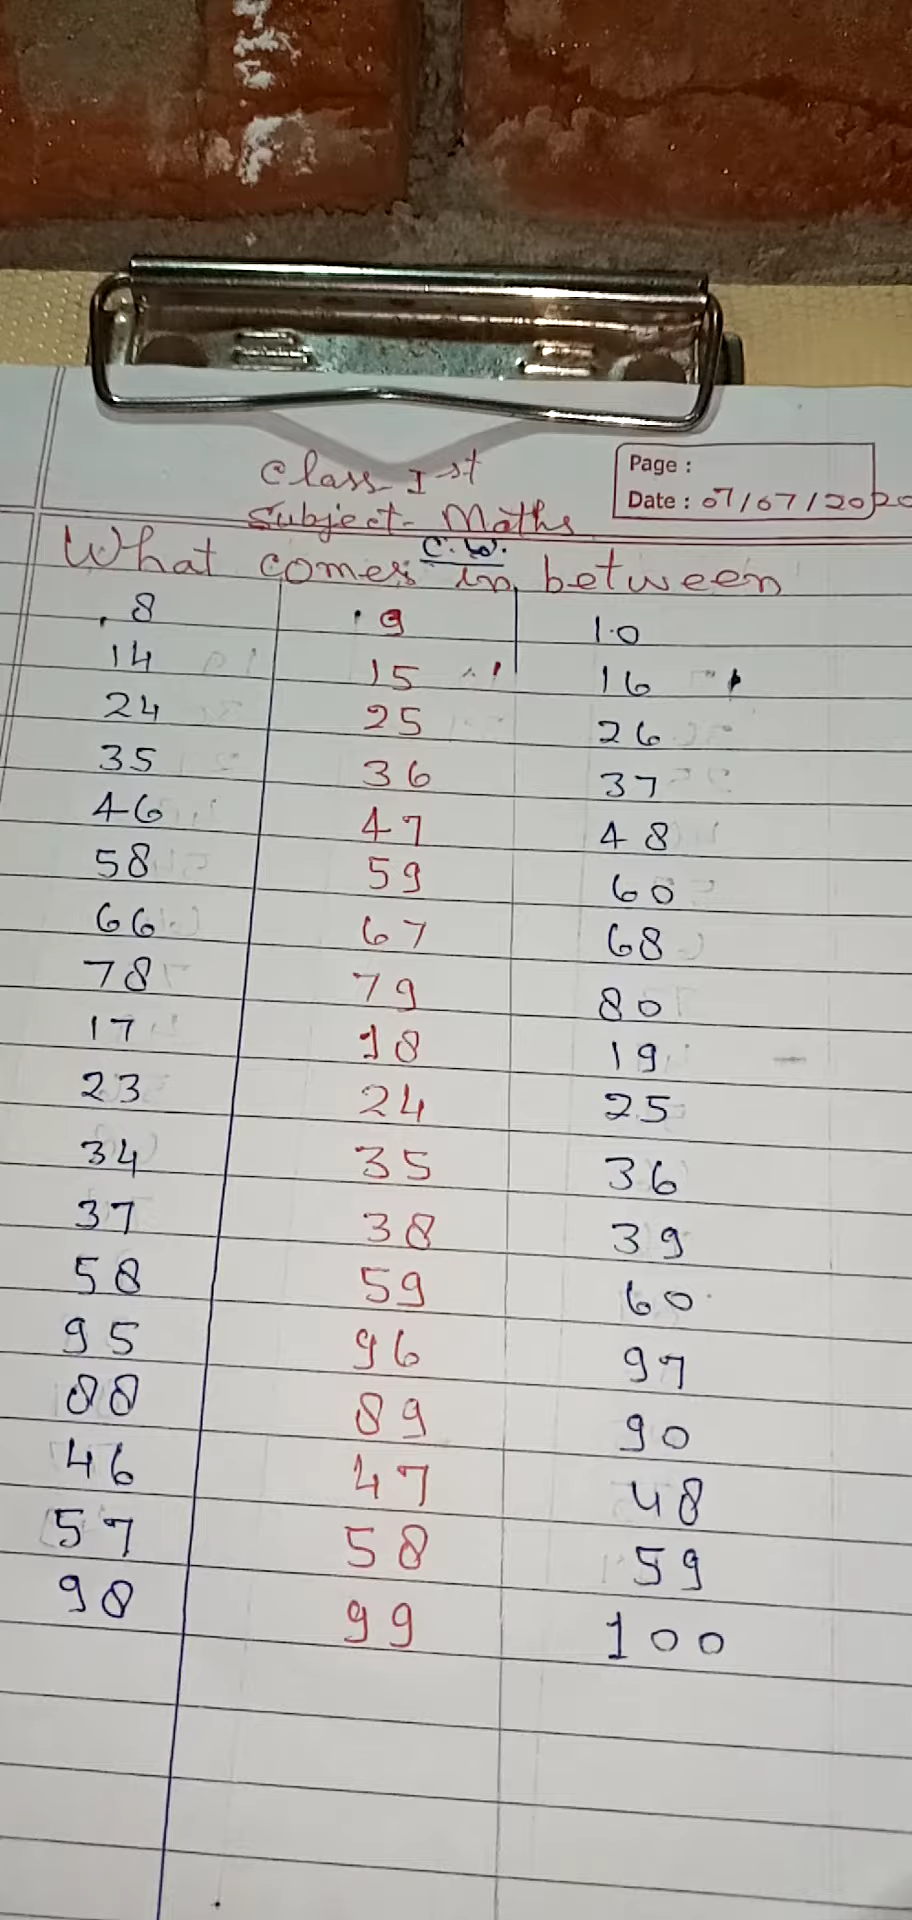 Class Ist
Page :
Date : 07/07/2020
Subject- Maths
C.W.
What comes in between
8 9 10
14 15 16
24 25 26
35 36 37
46 47 48
58 59 60
66 67 68
78 79 80
17 18 19
23 24 25
34 35 36
37 38 39
58 59 60
95 96 97
88 89 90
46 47 48
57 58 59
98 99 100